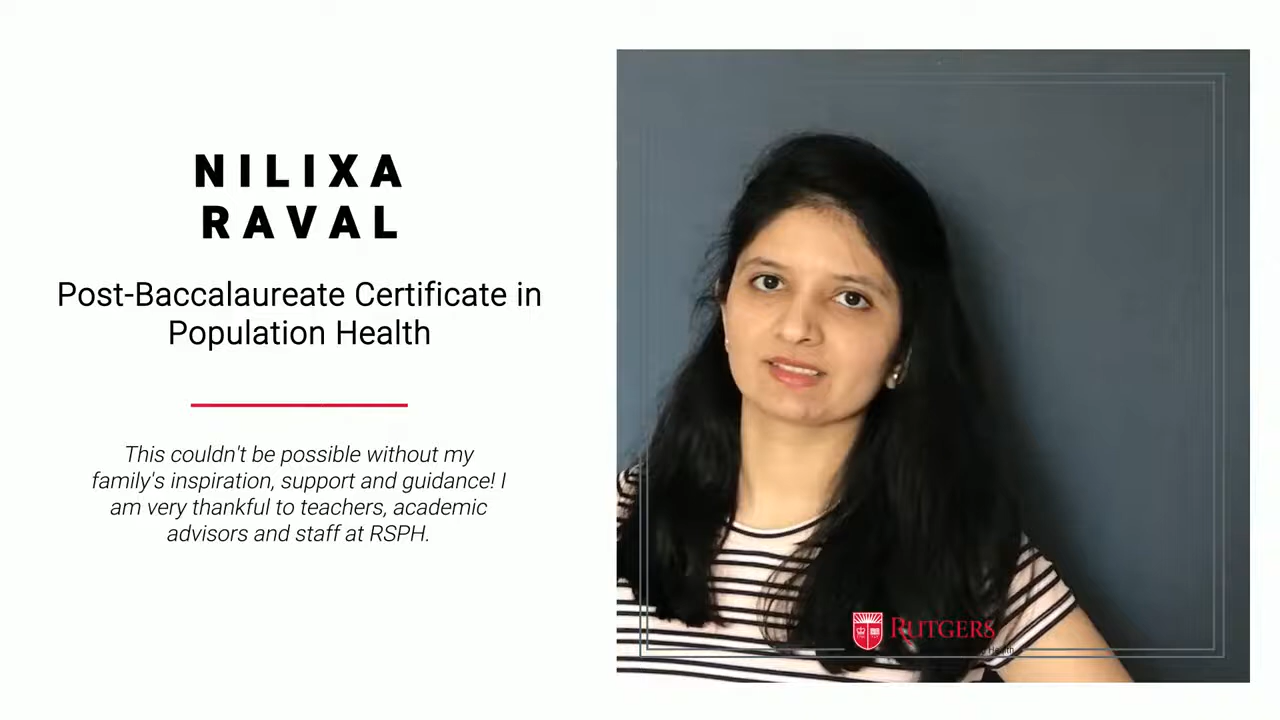 NILIXA
RAVAL
Post-Baccalaureate Certificate in
Population Health
This couldn't be possible without my
family's inspiration, support and guidance! I
am very thankful to teachers, academic
advisors and staff at RSPH.
RUTGERS
Health